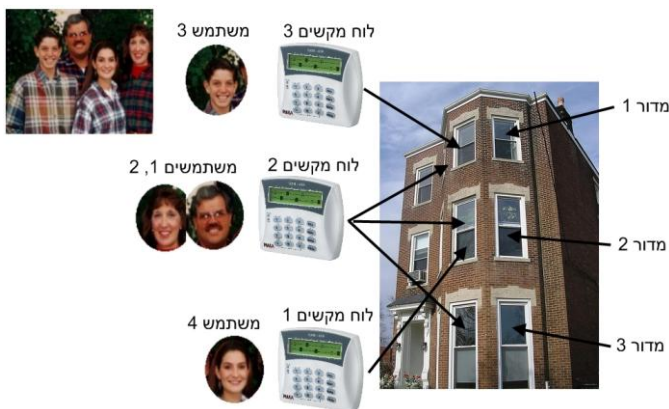 לוח מקשים 3
משתמש 3
מדור 1
לוח מקשים 2
משתמשים 1, 2
מדור 2
לוח מקשים 1
משתמש 4
מדור 3